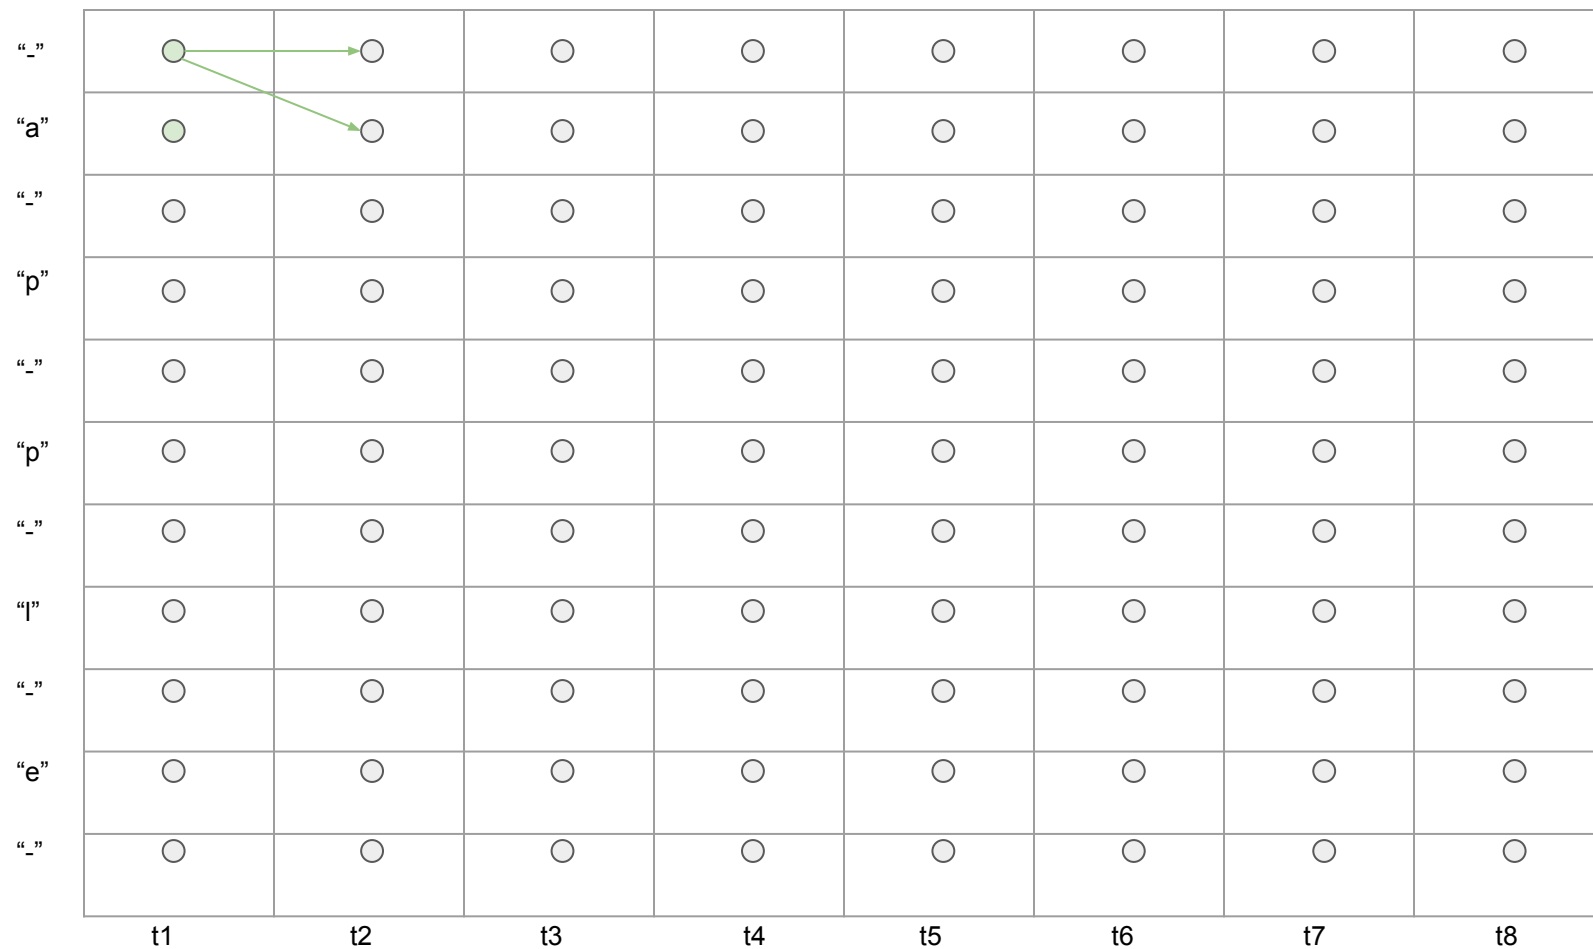 “-”
“a”
“-”
“p”
“-”
“p”
“-”
“l”
“-”
“e”
“-”
t1 t2 t3 t4 t5 t6 t7 t8